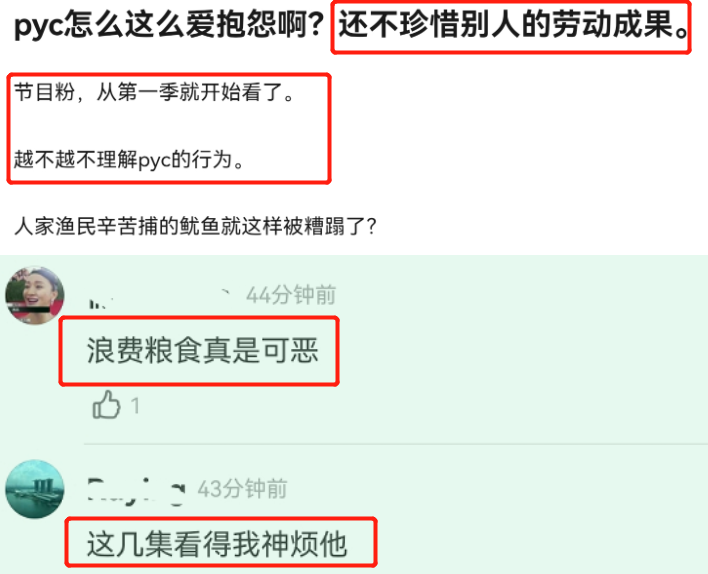 pyc怎么这么爱抱怨啊？还不珍惜别人的劳动成果。
节目粉，从第一季就开始看了。
越不越不理解pyc的行为。
人家渔民辛苦捕的鱿鱼就这样被糟蹋了？
44分钟前
浪费粮食真是可恶
1
43分钟前
这几集看得我神烦他